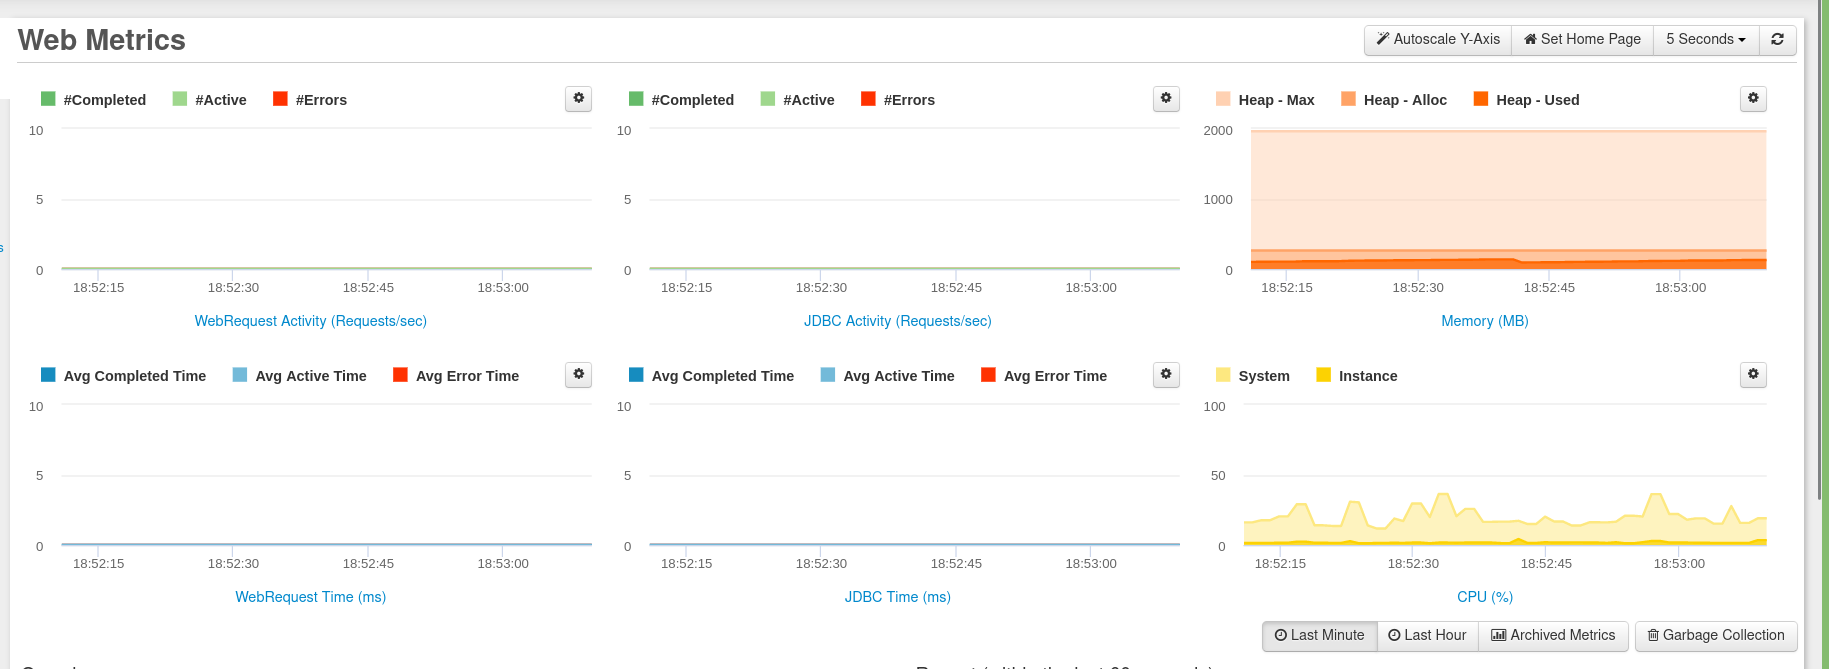 Web Metrics
Autoscale Y-Axis Set Home Page 5 Seconds
#Completed #Active #Errors
10
5
0
18:52:15 18:52:30 18:52:45 18:53:00
WebRequest Activity (Requests/sec)
#Completed #Active #Errors
10
5
0
18:52:15 18:52:30 18:52:45 18:53:00
JDBC Activity (Requests/sec)
Heap - Max Heap - Alloc Heap - Used
2000
1000
0
18:52:15 18:52:30 18:52:45 18:53:00
Memory (MB)
Avg Completed Time Avg Active Time Avg Error Time
10
5
0
18:52:15 18:52:30 18:52:45 18:53:00
WebRequest Time (ms)
Avg Completed Time Avg Active Time Avg Error Time
10
5
0
18:52:15 18:52:30 18:52:45 18:53:00
JDBC Time (ms)
System Instance
100
50
0
18:52:15 18:52:30 18:52:45 18:53:00
CPU (%)
Last Minute Last Hour Archived Metrics Garbage Collection